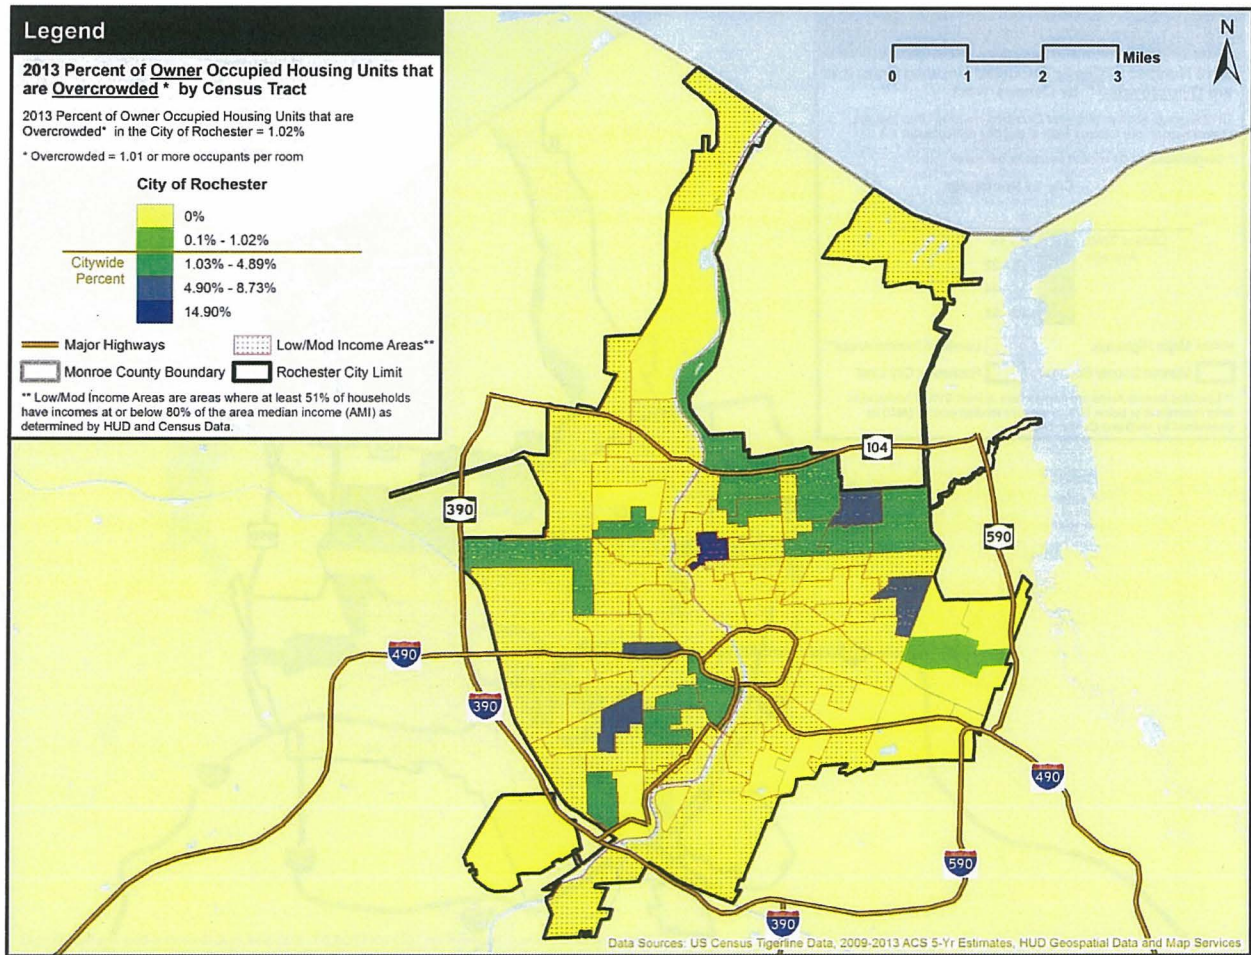 Legend
2013 Percent of Owner Occupied Housing Units that
are Overcrowded * by Census Tract
2013 Percent of Owner Occupied Housing Units that are
Overcrowded* in the City of Rochester = 1.02%
* Overcrowded = 1.01 or more occupants per room
City of Rochester
0%
0.1% - 1.02%
Citywide
Percent
1.03% - 4.89%
4.90% - 8.73%
14.90%
Major Highways
Low/Mod Income Areas**
Monroe County Boundary
Rochester City Limit
** Low/Mod Income Areas are areas where at least 51% of households
have incomes at or below 80% of the area median income (AMI) as
determined by HUD and Census Data.
0 1 2 3
Miles
N
104
390
590
490
390
490
590
390
Data Sources: US Census Tigerline Data, 2009-2013 ACS 5-Yr Estimates, HUD Geospatial Data and Map Services